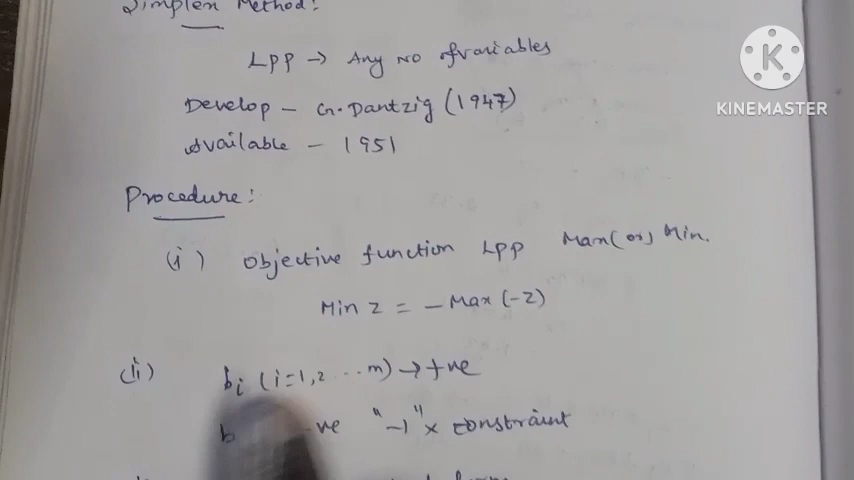 Simplex Method:
LPP → Any No of variables
KINEMASTER
Develop - G. Dantzig (1947)
Available - 1951
Procedure:
(i) Objective function LPP Max (or) Min.
Min Z = - Max (-Z)
(ii) bi (i=1,2 ... m) → +ve
b -ve "-1" × constraint